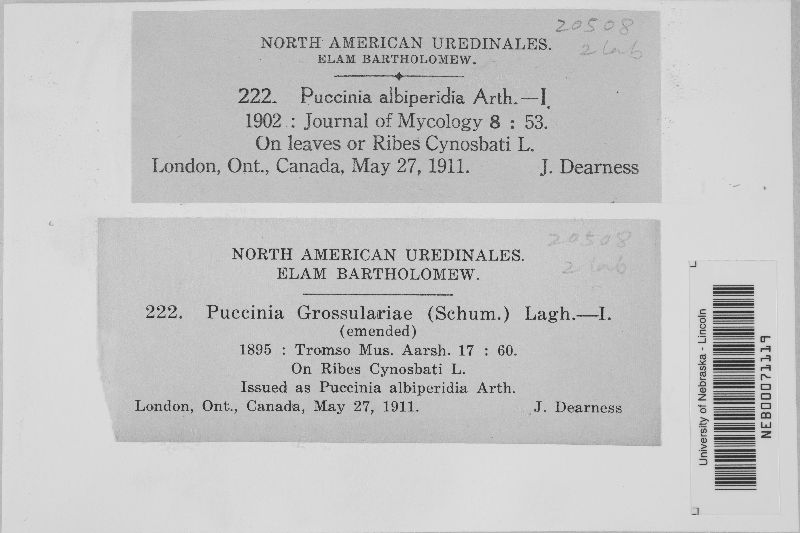 20508
2 lab
NORTH AMERICAN UREDINALES.
ELAM BARTHOLOMEW.
222. Puccinia albiperidia Arth.—I.
1902 : Journal of Mycology 8 : 53.
On leaves or Ribes Cynosbati L.
London, Ont., Canada, May 27, 1911. J. Dearness
20508
2 lab
NORTH AMERICAN UREDINALES.
ELAM BARTHOLOMEW.
222. Puccinia Grossulariae (Schum.) Lagh.—I.
(emended)
1895 : Tromso Mus. Aarsh. 17 : 60.
On Ribes Cynosbati L.
Issued as Puccinia albiperidia Arth.
London, Ont., Canada, May 27, 1911. J. Dearness
University of Nebraska - Lincoln
NEB00071119